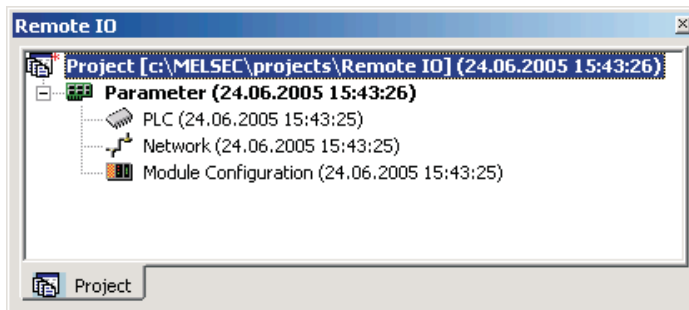 Remote IO
Project [c:\MELSEC\projects\Remote IO] (24.06.2005 15:43:26)
Parameter (24.06.2005 15:43:26)
PLC (24.06.2005 15:43:25)
Network (24.06.2005 15:43:25)
Module Configuration (24.06.2005 15:43:25)
Project